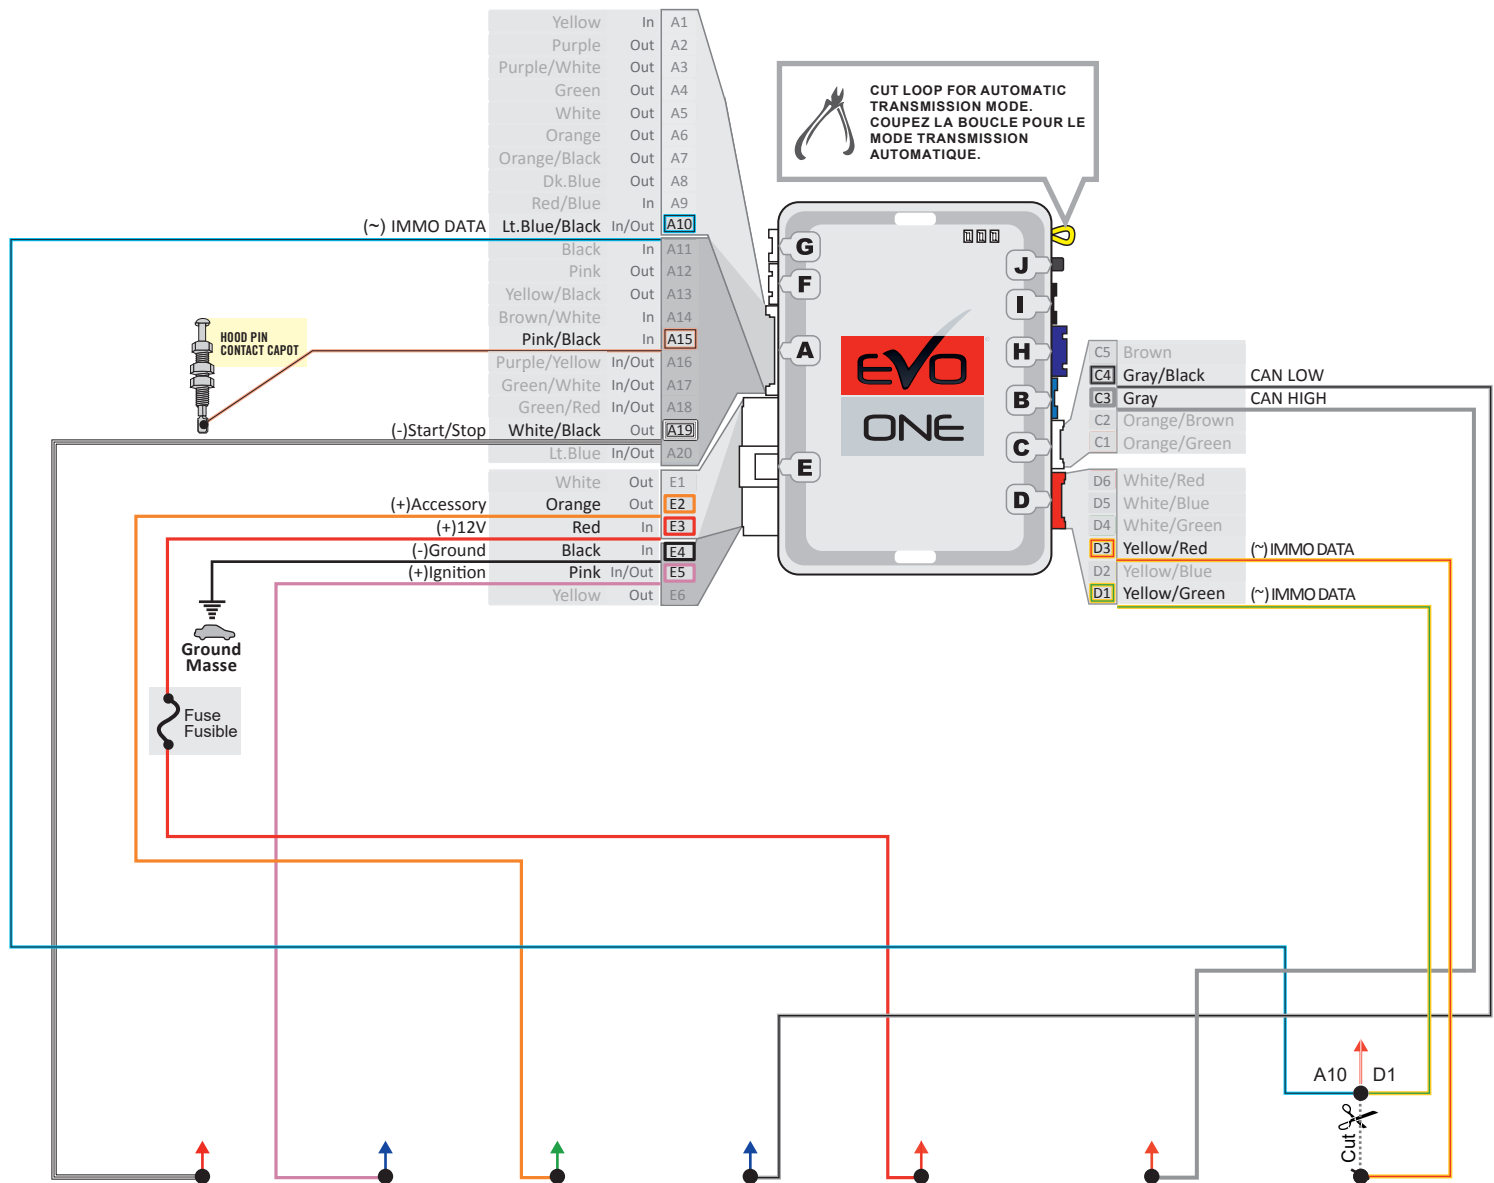 Yellow In A1
Purple Out A2
Purple/White Out A3
Green Out A4
White Out A5
Orange Out A6
Orange/Black Out A7
Dk.Blue Out A8
Red/Blue In A9
(~) IMMO DATA Lt.Blue/Black In/Out A10
Black In A11
Pink Out A12
Yellow/Black Out A13
Brown/White In A14
Pink/Black In A15
Purple/Yellow In/Out A16
Green/White In/Out A17
Green/Red In/Out A18
(-)Start/Stop White/Black Out A19
Lt.Blue In/Out A20
HOOD PIN
CONTACT CAPOT
White Out E1
(+)Accessory Orange Out E2
(+)12V Red In E3
(-)Ground Black In E4
(+)Ignition Pink In/Out E5
Yellow Out E6
Ground
Masse
Fuse
Fusible
CUT LOOP FOR AUTOMATIC
TRANSMISSION MODE.
COUPEZ LA BOUCLE POUR LE
MODE TRANSMISSION
AUTOMATIQUE.
G
F
A
E
J
I
H
B
C
D
EVO
ONE
C5 Brown
C4 Gray/Black CAN LOW
C3 Gray CAN HIGH
C2 Orange/Brown
C1 Orange/Green
D6 White/Red
D5 White/Blue
D4 White/Green
D3 Yellow/Red (~) IMMO DATA
D2 Yellow/Blue
D1 Yellow/Green (~) IMMO DATA
A10 D1
Cut